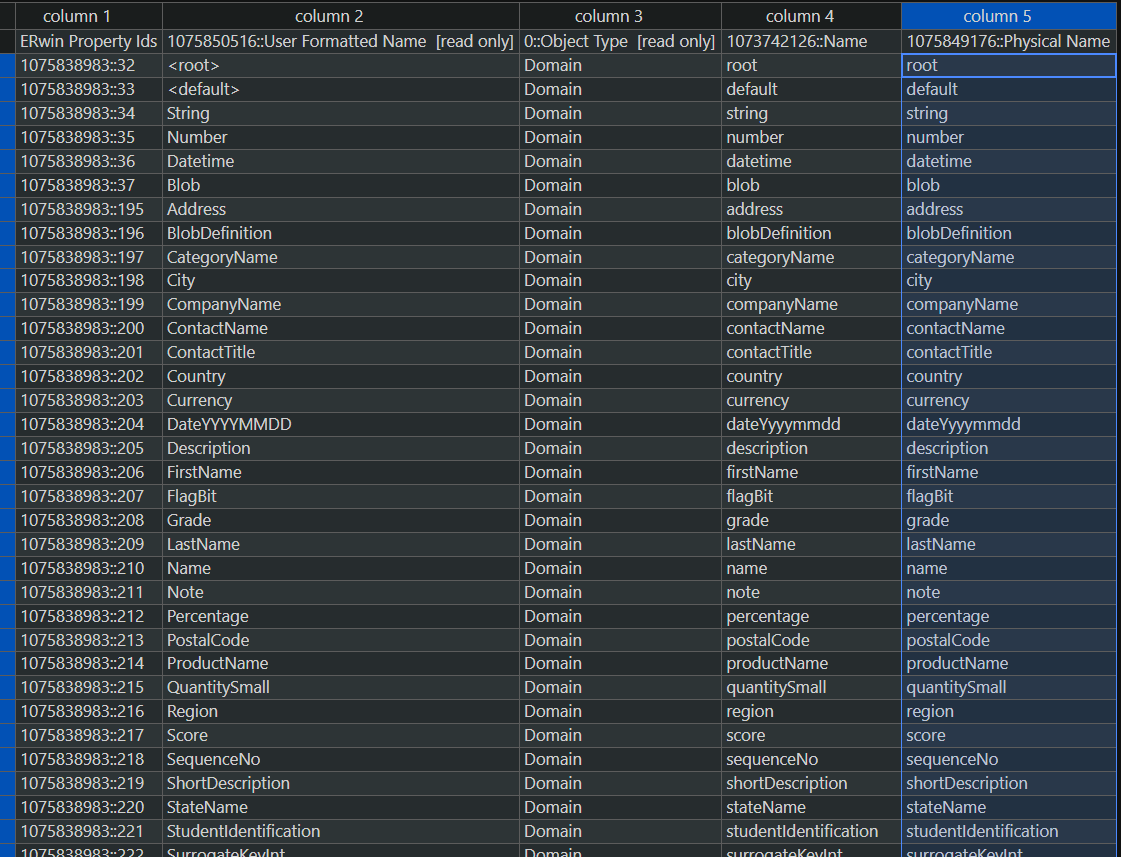 column 1 column 2 column 3 column 4 column 5
ERwin Property Ids 1075850516::User Formatted Name [read only] 0::Object Type [read only] 1073742126::Name 1075849176::Physical Name
1075838983::32 <root> Domain root root
1075838983::33 <default> Domain default default
1075838983::34 String Domain string string
1075838983::35 Number Domain number number
1075838983::36 Datetime Domain datetime datetime
1075838983::37 Blob Domain blob blob
1075838983::195 Address Domain address address
1075838983::196 BlobDefinition Domain blobDefinition blobDefinition
1075838983::197 CategoryName Domain categoryName categoryName
1075838983::198 City Domain city city
1075838983::199 CompanyName Domain companyName companyName
1075838983::200 ContactName Domain contactName contactName
1075838983::201 ContactTitle Domain contactTitle contactTitle
1075838983::202 Country Domain country country
1075838983::203 Currency Domain currency currency
1075838983::204 DateYYYYMMDD Domain dateYyyymmdd dateYyyymmdd
1075838983::205 Description Domain description description
1075838983::206 FirstName Domain firstName firstName
1075838983::207 FlagBit Domain flagBit flagBit
1075838983::208 Grade Domain grade grade
1075838983::209 LastName Domain lastName lastName
1075838983::210 Name Domain name name
1075838983::211 Note Domain note note
1075838983::212 Percentage Domain percentage percentage
1075838983::213 PostalCode Domain postalCode postalCode
1075838983::214 ProductName Domain productName productName
1075838983::215 QuantitySmall Domain quantitySmall quantitySmall
1075838983::216 Region Domain region region
1075838983::217 Score Domain score score
1075838983::218 SequenceNo Domain sequenceNo sequenceNo
1075838983::219 ShortDescription Domain shortDescription shortDescription
1075838983::220 StateName Domain stateName stateName
1075838983::221 StudentIdentification Domain studentIdentification studentIdentification
1075838983::222 SurrogateKeyInt Domain surrogateKeyInt surrogateKeyInt